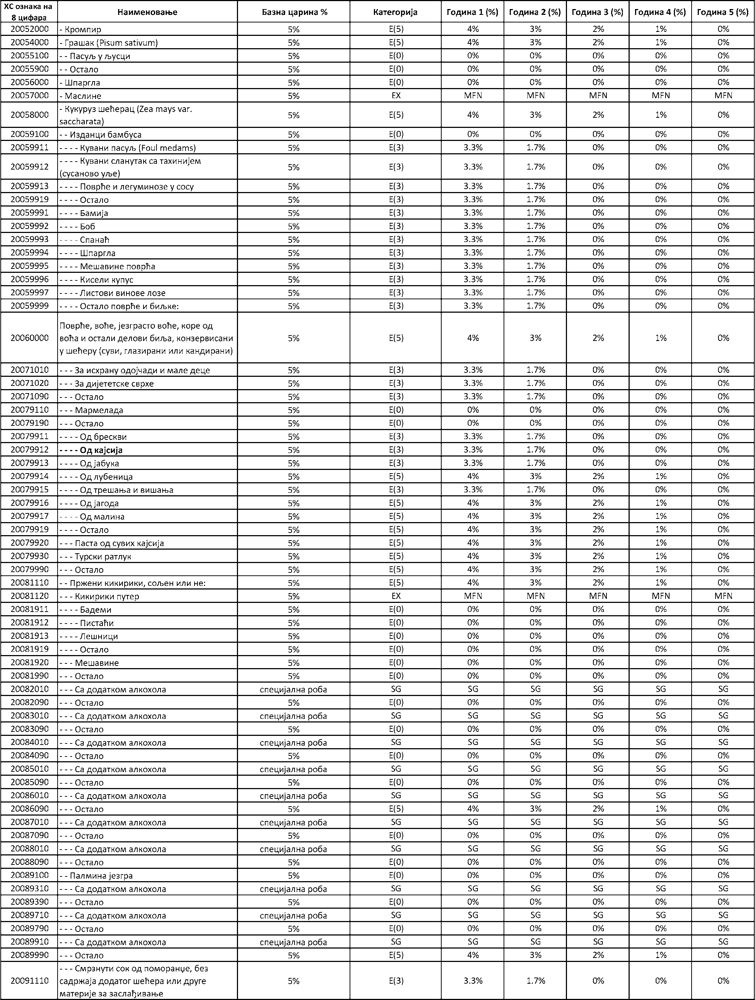 ХС ознака на 8 цифара Наименовање Базна царина % Категорија Година 1 (%) Година 2 (%) Година 3 (%) Година 4 (%) Година 5 (%)
20052000 - Кромпир 5% E(5) 4% 3% 2% 1% 0%
20054000 - Грашак (Pisum sativum) 5% E(5) 4% 3% 2% 1% 0%
20055100 - - Пасуљ у љусци 5% E(0) 0% 0% 0% 0% 0%
20055900 - - Остало 5% E(0) 0% 0% 0% 0% 0%
20056000 - Шпаргла 5% E(0) 0% 0% 0% 0% 0%
20057000 - Маслине 5% EX MFN MFN MFN MFN MFN
20058000 - Кукуруз шећерац (Zea mays var. saccharata) 5% E(5) 4% 3% 2% 1% 0%
20059100 - - Изданци бамбуса 5% E(0) 0% 0% 0% 0% 0%
20059911 - - - - Кувани пасуљ (Foul medams) 5% E(3) 3.3% 1.7% 0% 0% 0%
20059912 - - - - Кувани сланутак са тахинијем (сусаново уље) 5% E(3) 3.3% 1.7% 0% 0% 0%
20059913 - - - - Поврће и легуминозе у сосу 5% E(3) 3.3% 1.7% 0% 0% 0%
20059919 - - - - Остало 5% E(3) 3.3% 1.7% 0% 0% 0%
20059991 - - - - Бамија 5% E(3) 3.3% 1.7% 0% 0% 0%
20059992 - - - - Боб 5% E(3) 3.3% 1.7% 0% 0% 0%
20059993 - - - - Спанаћ 5% E(3) 3.3% 1.7% 0% 0% 0%
20059994 - - - - Шпаргла 5% E(3) 3.3% 1.7% 0% 0% 0%
20059995 - - - - Мешавине поврћа 5% E(3) 3.3% 1.7% 0% 0% 0%
20059996 - - - - Кисели купус 5% E(3) 3.3% 1.7% 0% 0% 0%
20059997 - - - - Листови винове лозе 5% E(3) 3.3% 1.7% 0% 0% 0%
20059999 - - - - Остало поврће и биљке: 5% E(3) 3.3% 1.7% 0% 0% 0%
20060000 Поврће, воће, језграсто воће, коре од воћа и остали делови биља, конзервисани у шећеру (суви, глазирани или кандирани) 5% E(5) 4% 3% 2% 1% 0%
20071010 - - - За исхрану одојчади и мале деце 5% E(3) 3.3% 1.7% 0% 0% 0%
20071020 - - - За дијететске сврхе 5% E(3) 3.3% 1.7% 0% 0% 0%
20071090 - - - Остало 5% E(3) 3.3% 1.7% 0% 0% 0%
20079110 - - - Мармелада 5% E(0) 0% 0% 0% 0% 0%
20079190 - - - Остало 5% E(0) 0% 0% 0% 0% 0%
20079911 - - - - Од брескви 5% E(3) 3.3% 1.7% 0% 0% 0%
20079912 - - - - Од кајсија 5% E(3) 3.3% 1.7% 0% 0% 0%
20079913 - - - - Од јабука 5% E(3) 3.3% 1.7% 0% 0% 0%
20079914 - - - - Од лубеница 5% E(5) 4% 3% 2% 1% 0%
20079915 - - - - Од трешања и вишања 5% E(3) 3.3% 1.7% 0% 0% 0%
20079916 - - - - Од јагода 5% E(5) 4% 3% 2% 1% 0%
20079917 - - - - Од малина 5% E(5) 4% 3% 2% 1% 0%
20079919 - - - - Остало 5% E(5) 4% 3% 2% 1% 0%
20079920 - - - Паста од сувих кајсија 5% E(5) 4% 3% 2% 1% 0%
20079930 - - - Турски ратлук 5% E(5) 4% 3% 2% 1% 0%
20079990 - - - Остало 5% E(5) 4% 3% 2% 1% 0%
20081110 - - Пржени кикирики, сољен или не: 5% E(5) 4% 3% 2% 1% 0%
20081120 - - - Кикирики путер 5% EX MFN MFN MFN MFN MFN
20081911 - - - - Бадеми 5% E(0) 0% 0% 0% 0% 0%
20081912 - - - - Пистаћи 5% E(0) 0% 0% 0% 0% 0%
20081913 - - - - Лешници 5% E(0) 0% 0% 0% 0% 0%
20081919 - - - - Остало 5% E(0) 0% 0% 0% 0% 0%
20081920 - - - Мешавине 5% E(0) 0% 0% 0% 0% 0%
20081990 - - - Остало 5% E(0) 0% 0% 0% 0% 0%
20082010 - - - Са додатком алкохола специјална роба SG SG SG SG SG SG
20082090 - - - Остало 5% E(0) 0% 0% 0% 0% 0%
20083010 - - - Са додатком алкохола специјална роба SG SG SG SG SG SG
20083090 - - - Остало 5% E(0) 0% 0% 0% 0% 0%
20084010 - - - Са додатком алкохола специјална роба SG SG SG SG SG SG
20084090 - - - Остало 5% E(0) 0% 0% 0% 0% 0%
20085010 - - - Са додатком алкохола специјална роба SG SG SG SG SG SG
20085090 - - - Остало 5% E(0) 0% 0% 0% 0% 0%
20086010 - - - Са додатком алкохола специјална роба SG SG SG SG SG SG
20086090 - - - Остало 5% E(5) 4% 3% 2% 1% 0%
20087010 - - - Са додатком алкохола специјална роба SG SG SG SG SG SG
20087090 - - - Остало 5% E(0) 0% 0% 0% 0% 0%
20088010 - - - Са додатком алкохола специјална роба SG SG SG SG SG SG
20088090 - - - Остало 5% E(0) 0% 0% 0% 0% 0%
20089100 - - Палмина језгра 5% E(0) 0% 0% 0% 0% 0%
20089310 - - - Са додатком алкохола специјална роба SG SG SG SG SG SG
20089390 - - - Остало 5% E(0) 0% 0% 0% 0% 0%
20089710 - - - Са додатком алкохола специјална роба SG SG SG SG SG SG
20089790 - - - Остало 5% E(0) 0% 0% 0% 0% 0%
20089910 - - - Са додатком алкохола специјална роба SG SG SG SG SG SG
20089990 - - - Остало 5% E(5) 4% 3% 2% 1% 0%
20091110 - - - Смрзнути сок од поморанџе, без садржаја додатог шећера или друге материје за заслађивање 5% E(3) 3.3% 1.7% 0% 0% 0%